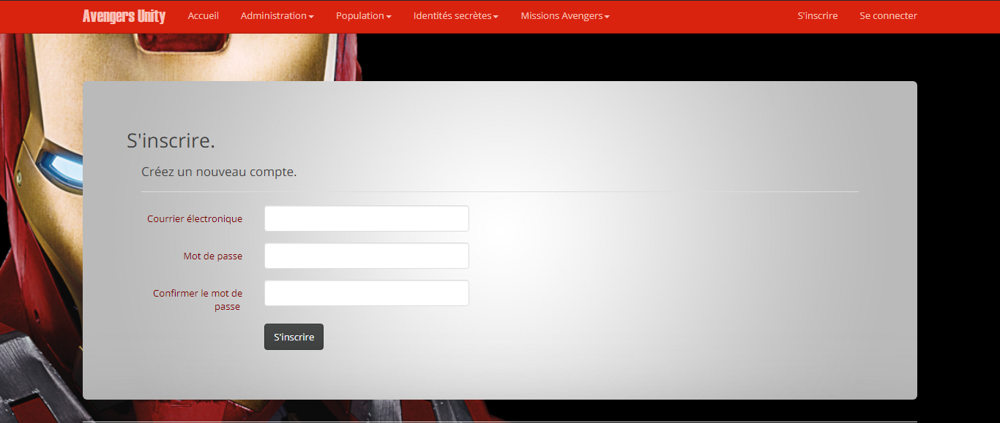 Avengers Unity Accueil Administration Population Identités secrètes Missions Avengers S'inscrire Se connecter
S'inscrire.
Créez un nouveau compte.
Courrier électronique
Mot de passe
Confirmer le mot de
passe
S'inscrire